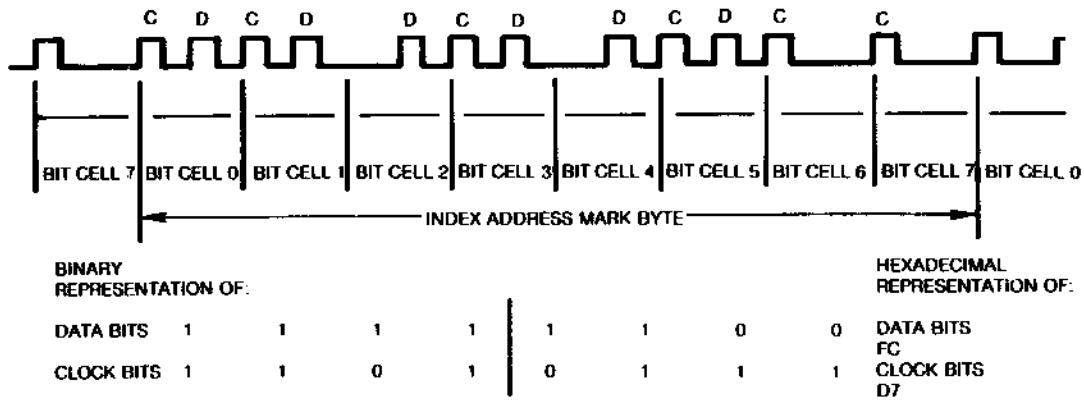 C D C D D C D D C D C C
BIT CELL 7 BIT CELL 0 BIT CELL 1 BIT CELL 2 BIT CELL 3 BIT CELL 4 BIT CELL 5 BIT CELL 6 BIT CELL 7 BIT CELL 0
INDEX ADDRESS MARK BYTE
BINARY
REPRESENTATION OF:
HEXADECIMAL
REPRESENTATION OF:
DATA BITS 1 1 1 1 1 1 0 0 DATA BITS
FC
CLOCK BITS 1 1 0 1 0 1 1 1 CLOCK BITS
D7